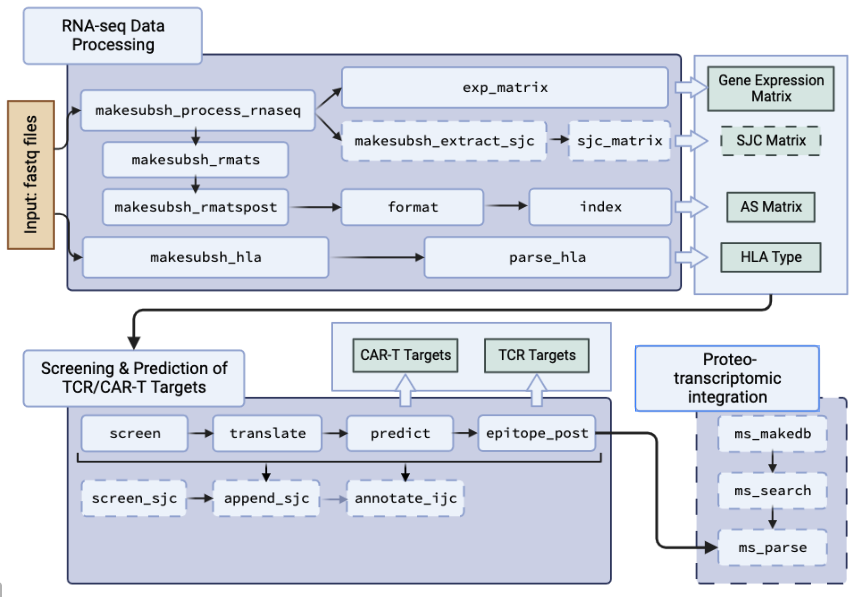 RNA-seq Data
Processing
Input: fastq files
makesubsh_process_rnaseq
exp_matrix
Gene Expression
Matrix
makesubsh_extract_sjc
sjc_matrix
SJC Matrix
makesubsh_rmats
makesubsh_rmatspost
format
index
AS Matrix
makesubsh_hla
parse_hla
HLA Type
Screening & Prediction of
TCR/CAR-T Targets
CAR-T Targets
TCR Targets
Proteo-
transcriptomic
integration
screen
translate
predict
epitope_post
ms_makedb
screen_sjc
append_sjc
annotate_ijc
ms_search
ms_parse